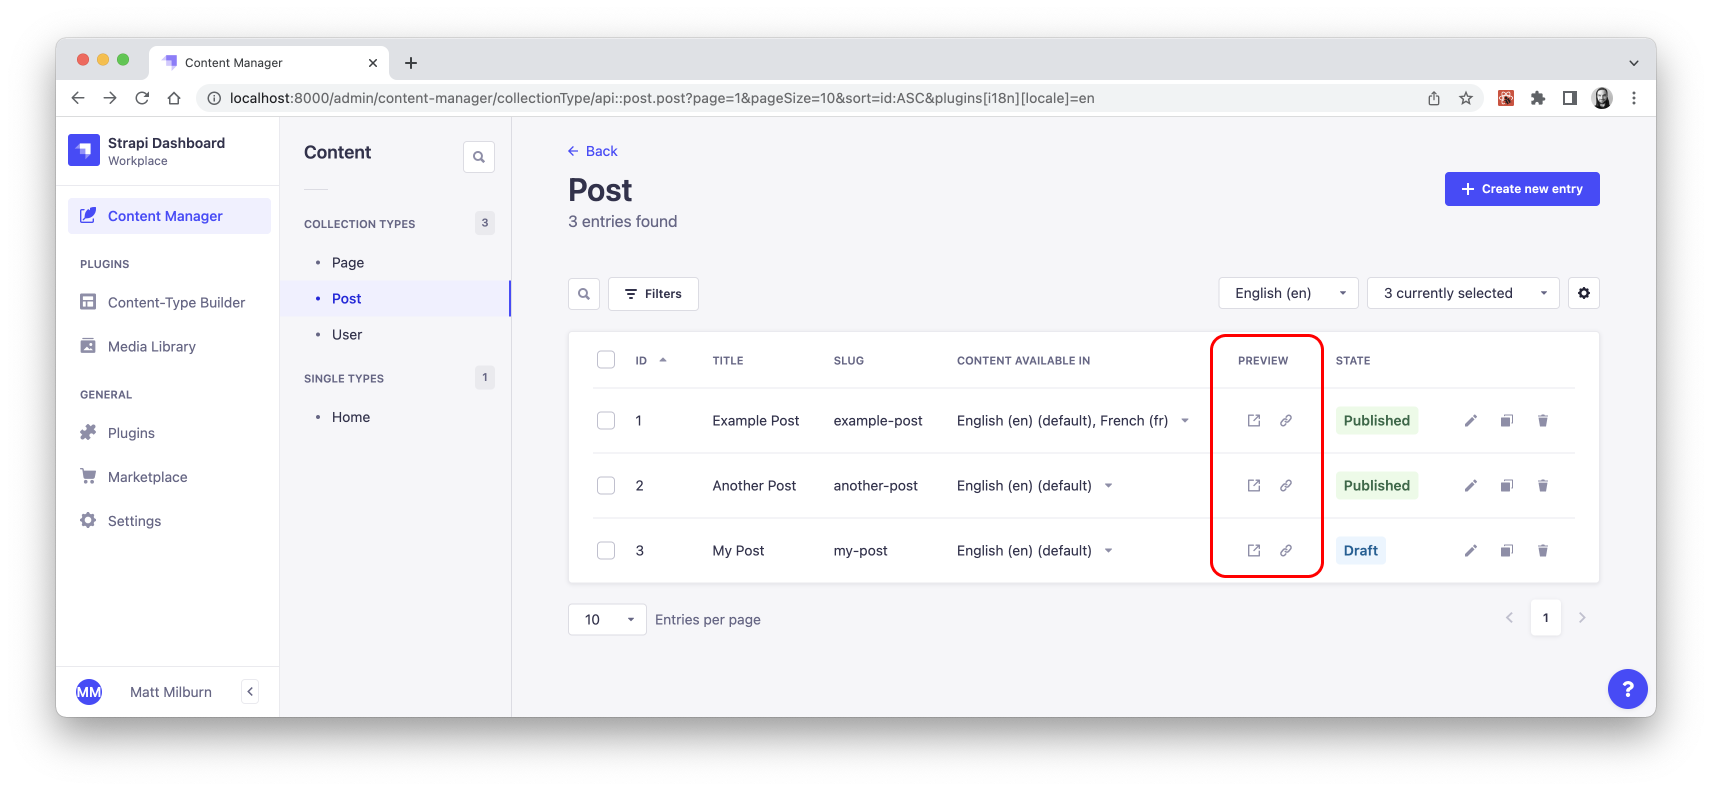 Content Manager
localhost:8000/admin/content-manager/collectionType/api::post.post?page=1&pageSize=10&sort=id:ASC&plugins[i18n][locale]=en
Strapi Dashboard
Workplace
Content Manager
PLUGINS
Content-Type Builder
Media Library
GENERAL
Plugins
Marketplace
Settings
MM Matt Milburn
Content
COLLECTION TYPES 3
Page
Post
User
SINGLE TYPES 1
Home
Back
Post
3 entries found
Create new entry
Filters
English (en) 3 currently selected
ID TITLE SLUG CONTENT AVAILABLE IN PREVIEW STATE
1 Example Post example-post English (en) (default), French (fr) Published
2 Another Post another-post English (en) (default) Published
3 My Post my-post English (en) (default) Draft
10 Entries per page 1
?